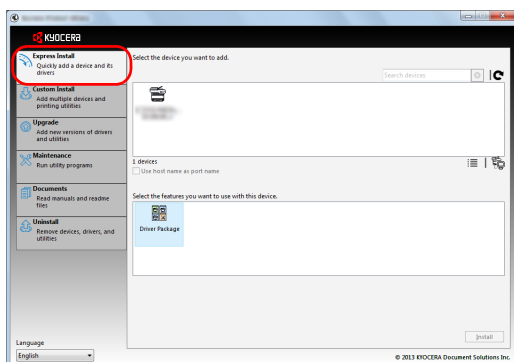 KYOCERA
Express Install
Quickly add a device and its
drivers
Custom Install
Add multiple devices and
printing utilities
Upgrade
Add new versions of drivers
and utilities
Maintenance
Run utility programs
Documents
Read manuals and readme
files
Uninstall
Remove devices, drivers, and
utilities
Language
English
Select the device you want to add.
Search devices
1 devices
Use host name as port name
Select the features you want to use with this device.
Driver Package
Install
© 2013 KYOCERA Document Solutions Inc.